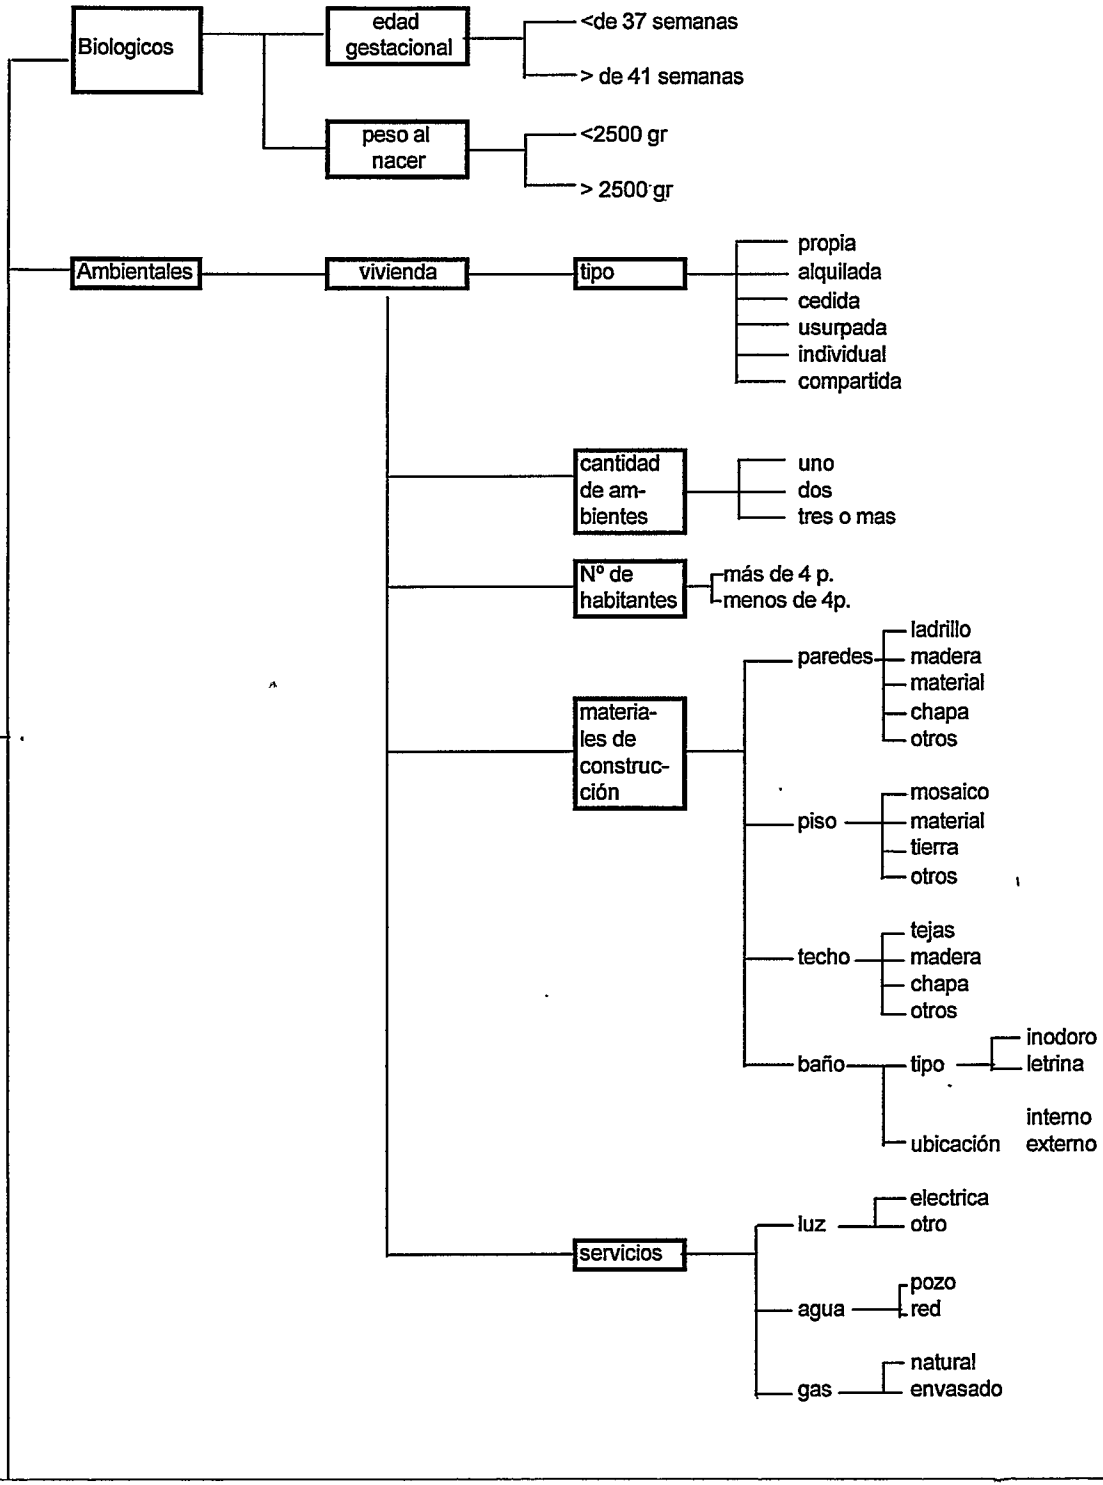 Biologicos
edad
gestacional
<de 37 semanas
> de 41 semanas
peso al
nacer
<2500 gr
> 2500 gr
Ambientales
vivienda
tipo
propia
alquilada
cedida
usurpada
individual
compartida
cantidad
de am-
bientes
uno
dos
tres o mas
Nº de
habitantes
más de 4 p.
menos de 4p.
materia-
les de
construc-
ción
paredes
ladrillo
madera
material
chapa
otros
piso
mosaico
material
tierra
otros
techo
tejas
madera
chapa
otros
baño
tipo
inodoro
letrina
ubicación
interno
externo
servicios
luz
electrica
otro
agua
pozo
red
gas
natural
envasado